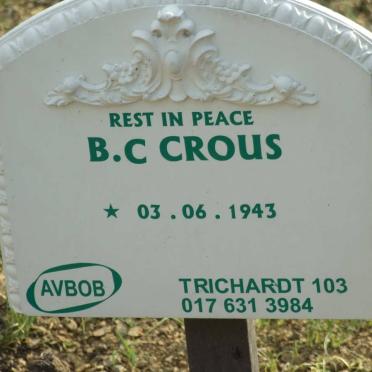 REST IN PEACE
B.C CROUS
★ 03.06.1943
AVBOB
TRICHARDT 103
017 631 3984